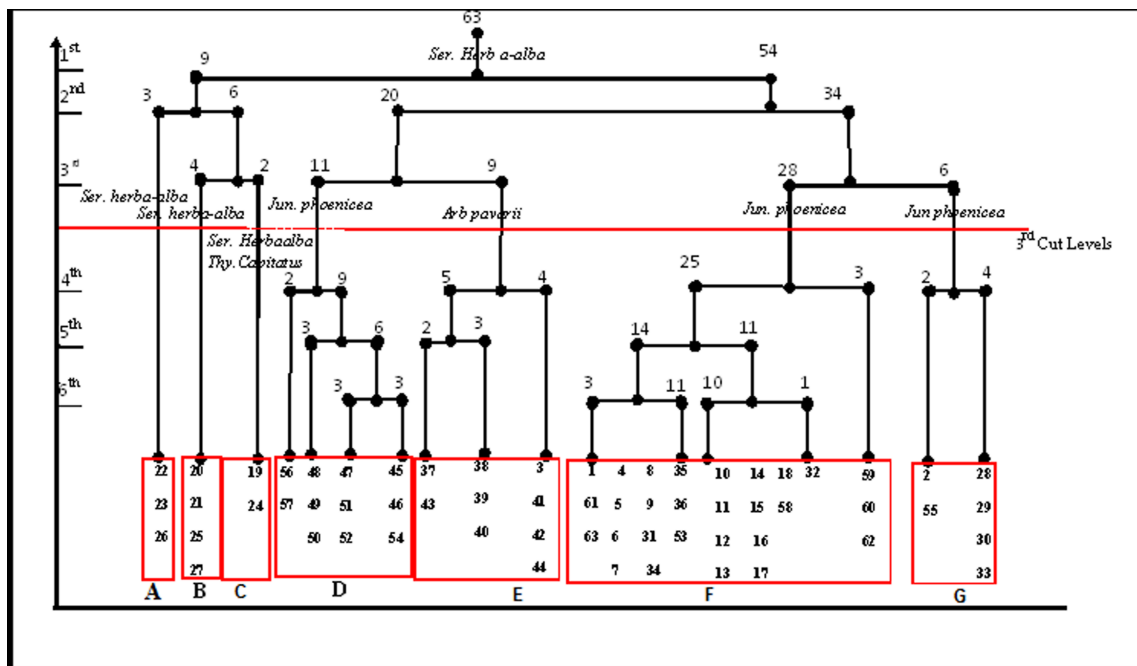 63
1st
9
Ser. Herb a-alba
54
2nd
3
6
20
34
3rd
4
2
11
9
28
6
Ser. herba-alba
Ser. herba-alba
Jun. phoenicea
Arb pavarii
Jun. phoenicea
Jun phoenicea
Ser. Herbaalba
Thy. Capitatus
3rd Cut Levels
4th
2
9
5
4
25
3
2
4
5th
3
6
2
3
14
11
6th
3
3
3
11
10
1
22 20 19 56 48 47 45 37 38 3 1 4 8 35 10 14 18 32 59 2 28
23 21 24 57 49 51 46 43 39 41 61 5 9 36 11 15 58 60 55 29
26 25 50 52 54 40 42 63 6 31 53 12 16 62 30
27 44 7 34 13 17 33
A B C D E F G